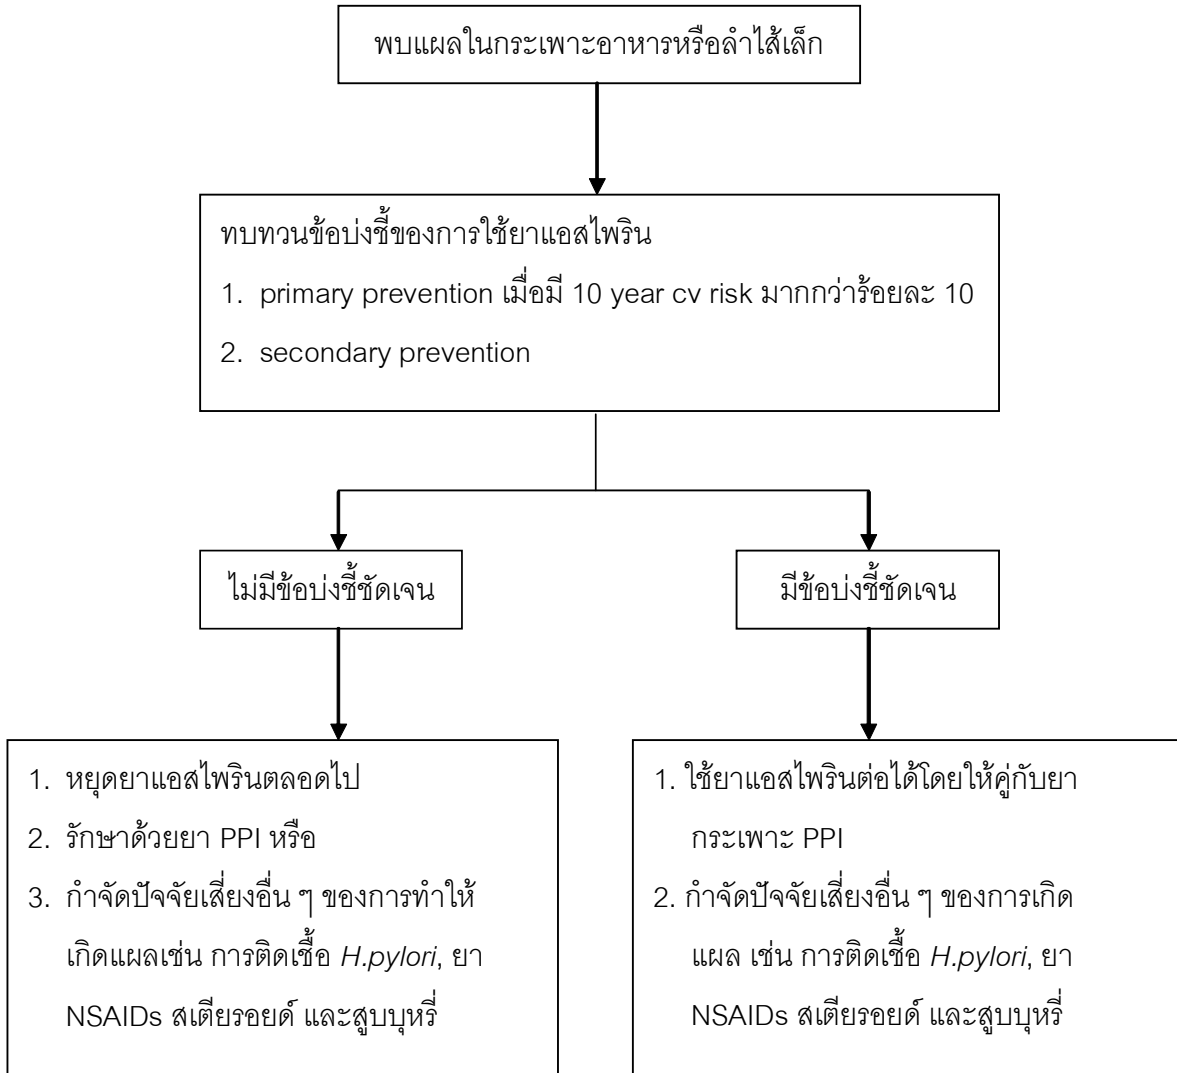 พบแผลในกระเพาะอาหารหรือลำไส้เล็ก
ทบทวนข้อบ่งชี้ของการใช้ยาแอสไพริน
1. primary prevention เมื่อมี 10 year cv risk มากกว่าร้อยละ 10
2. secondary prevention
ไม่มีข้อบ่งชี้ชัดเจน
มีข้อบ่งชี้ชัดเจน
1. หยุดยาแอสไพรินตลอดไป
2. รักษาด้วยยา PPI หรือ
3. กำจัดปัจจัยเสี่ยงอื่น ๆ ของการทำให้
เกิดแผลเช่น การติดเชื้อ H.pylori, ยา
NSAIDs สเตียรอยด์ และสูบบุหรี่
1. ใช้ยาแอสไพรินต่อได้โดยให้คู่กับยา
กระเพาะ PPI
2. กำจัดปัจจัยเสี่ยงอื่น ๆ ของการเกิด
แผล เช่น การติดเชื้อ H.pylori, ยา
NSAIDs สเตียรอยด์ และสูบบุหรี่